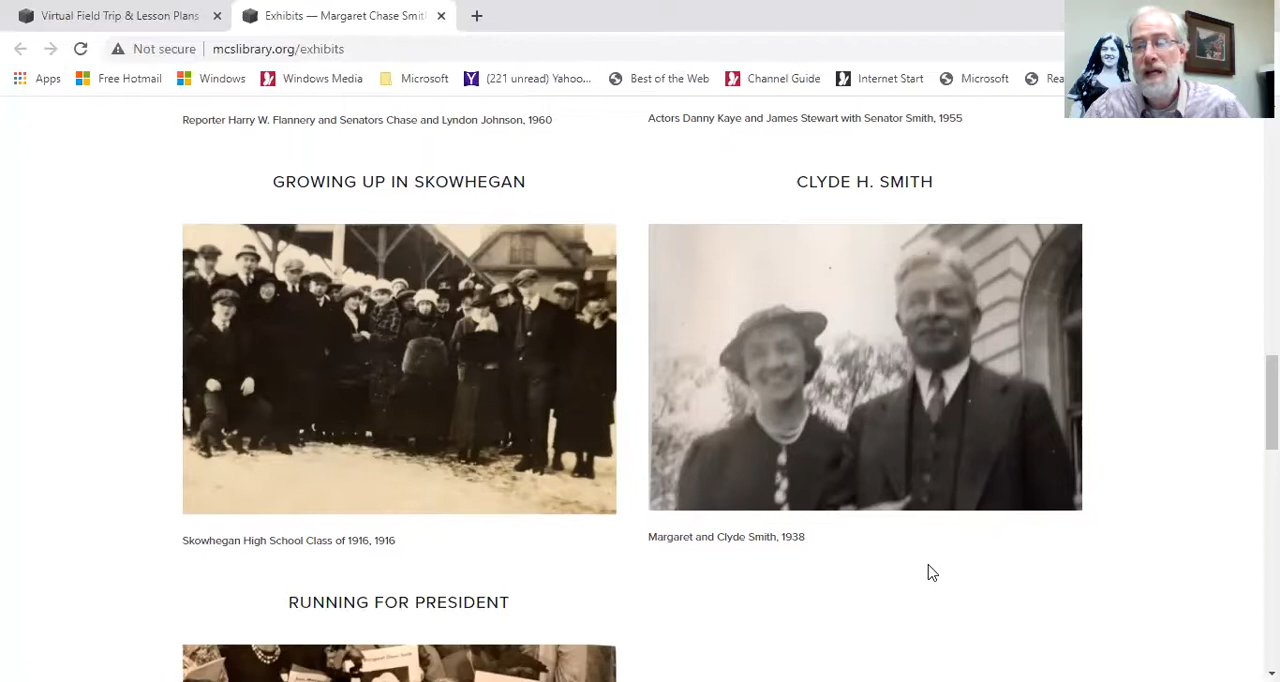 Virtual Field Trip & Lesson Plans
Exhibits — Margaret Chase Smit
Not secure
mcslibrary.org/exhibits
Apps
Free Hotmail
Windows
Windows Media
Microsoft
(221 unread) Yahoo...
Best of the Web
Channel Guide
Internet Start
Microsoft
Rea
Reporter Harry W. Flannery and Senators Chase and Lyndon Johnson, 1960
Actors Danny Kaye and James Stewart with Senator Smith, 1955
GROWING UP IN SKOWHEGAN
CLYDE H. SMITH
Skowhegan High School Class of 1916, 1916
Margaret and Clyde Smith, 1938
RUNNING FOR PRESIDENT